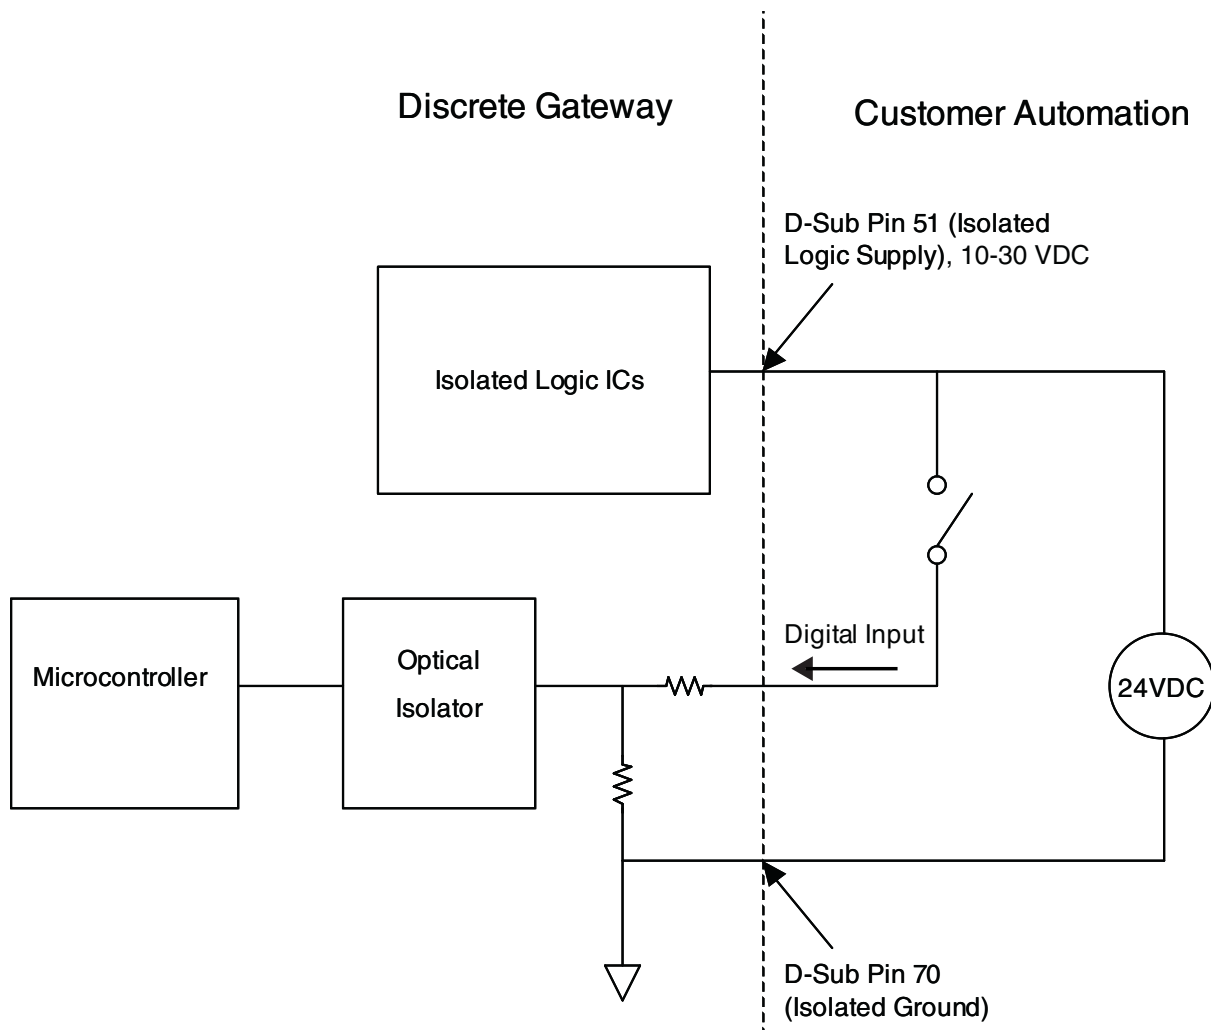 Discrete Gateway
Customer Automation
D-Sub Pin 51 (Isolated
Logic Supply), 10-30 VDC
Isolated Logic ICs
Digital Input
Microcontroller
Optical
Isolator
24VDC
D-Sub Pin 70
(Isolated Ground)